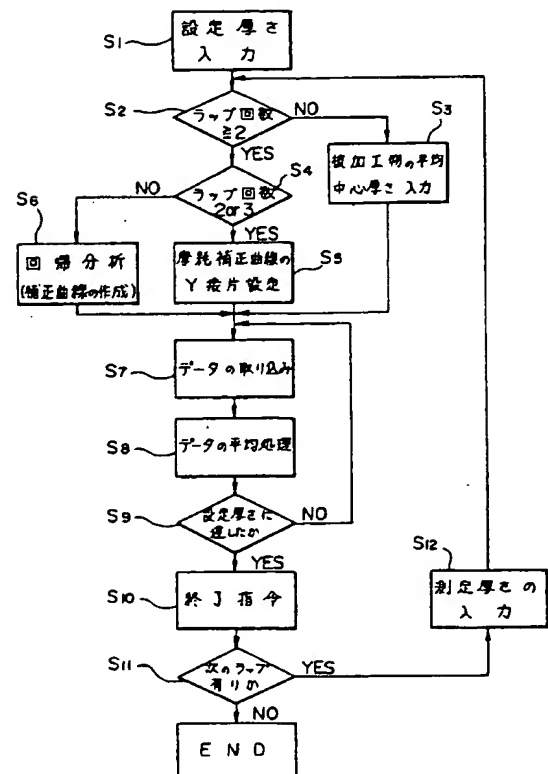 S1
設定厚さ
入力
S2
ラップ回数
≧2
NO
YES
S3
被加工物の平均
中心厚さ入力
S4
ラップ回数
2or3
NO
YES
S6
回帰分析
(補正曲線の作成)
S5
摩耗補正曲線の
Y接片設定
S7
データの取り込み
S8
データの平均処理
S9
設定厚さに
達したか
NO
YES
S10
終了指令
S11
次のラップ
有りか
YES
NO
S12
測定厚さの
入力
END